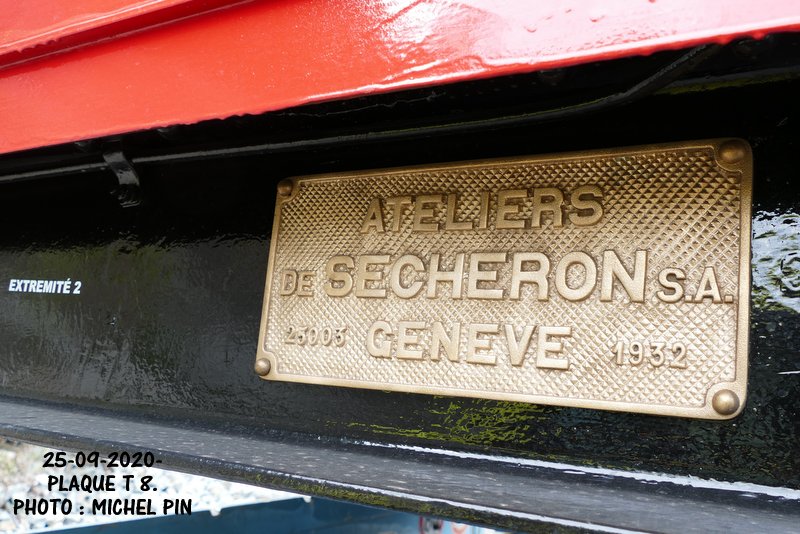 ATELIERS
DE SECHERON S.A.
23003 GENEVE 1932
EXTREMITÉ 2
25-09-2020-
PLAQUE T 8.
PHOTO : MICHEL PIN